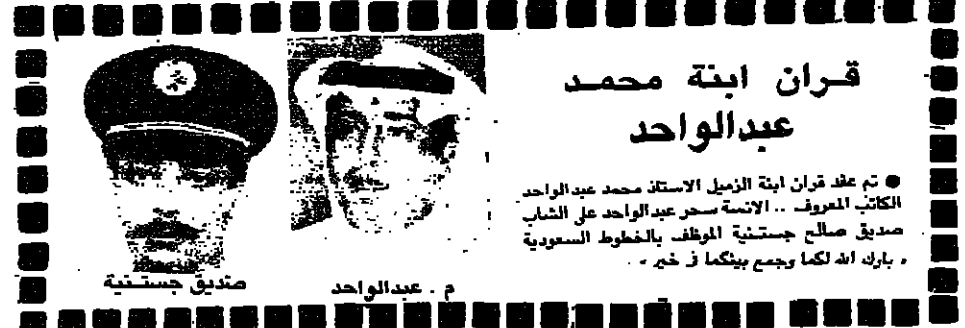 قران ابنة محمد
عبدالواحد
● تم عقد قران ابنة الزميل الاستاذ محمد عبدالواحد
الكاتب المعروف .. الانسة سحر عبدالواحد على الشاب
صديق صالح جستنية الموظف بالخطوط السعودية
، بارك الله لكما وجمع بينكما في خير ، .
م . عبدالواحد
صديق جستنية